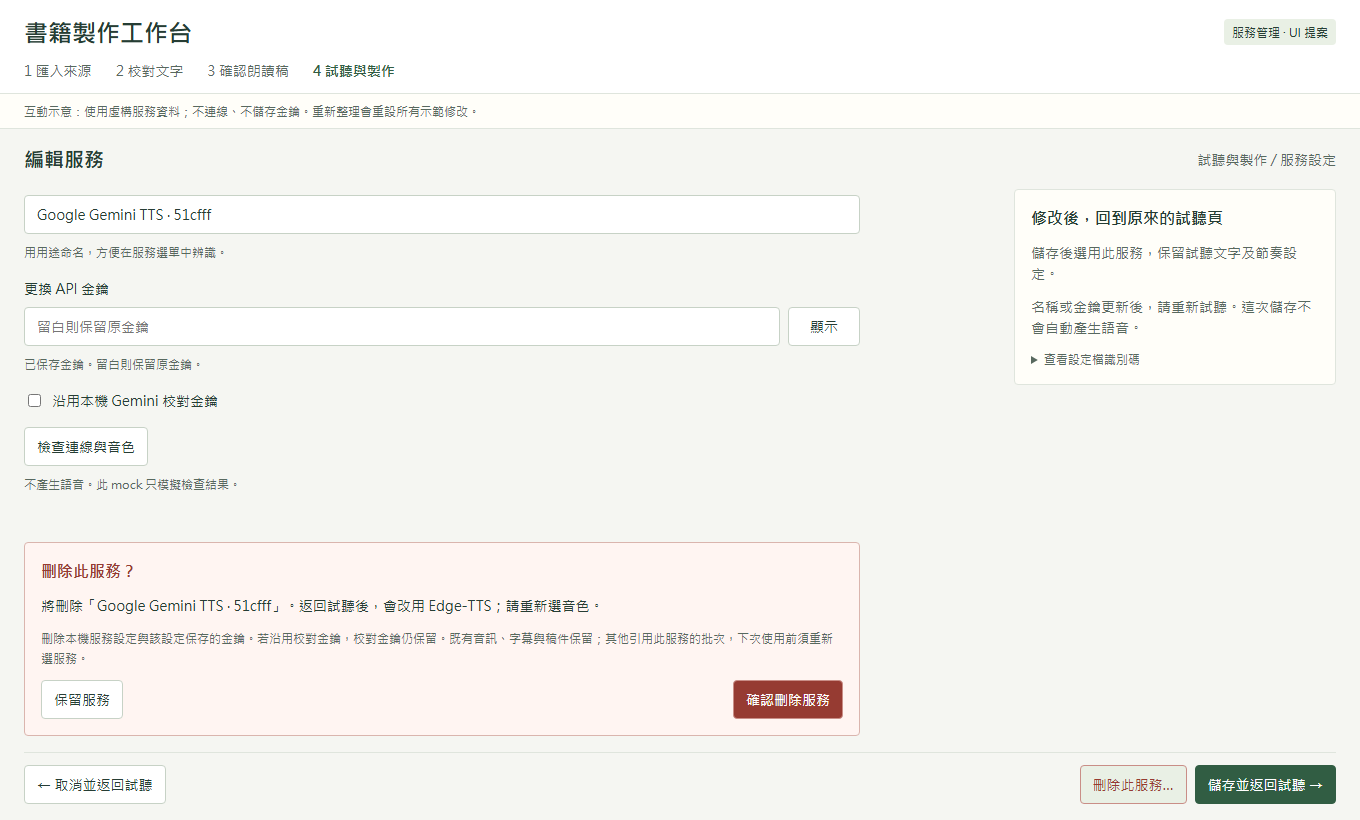 書籍製作工作台
服務管理 · UI 提案
1 匯入來源
2 校對文字
3 確認朗讀稿
4 試聽與製作
互動示意：使用虛構服務資料；不連線、不儲存金鑰。重新整理會重設所有示範修改。
編輯服務
試聽與製作 / 服務設定
Google Gemini TTS · 51cfff
用用途命名，方便在服務選單中辨識。
更換 API 金鑰
留白則保留原金鑰
顯示
已保存金鑰。留白則保留原金鑰。
沿用本機 Gemini 校對金鑰
檢查連線與音色
不產生語音。此 mock 只模擬檢查結果。
修改後，回到原來的試聽頁
儲存後選用此服務，保留試聽文字及節奏設
定。
名稱或金鑰更新後，請重新試聽。這次儲存不
會自動產生語音。
▶ 查看設定檔識別碼
刪除此服務？
將刪除「Google Gemini TTS · 51cfff」。返回試聽後，會改用 Edge-TTS；請重新選音色。
刪除本機服務設定與該設定保存的金鑰。若沿用校對金鑰，校對金鑰仍保留。既有音訊、字幕與稿件保留；其他引用此服務的批次，下次使用前須重新
選服務。
保留服務
確認刪除服務
← 取消並返回試聽
刪除此服務...
儲存並返回試聽 →